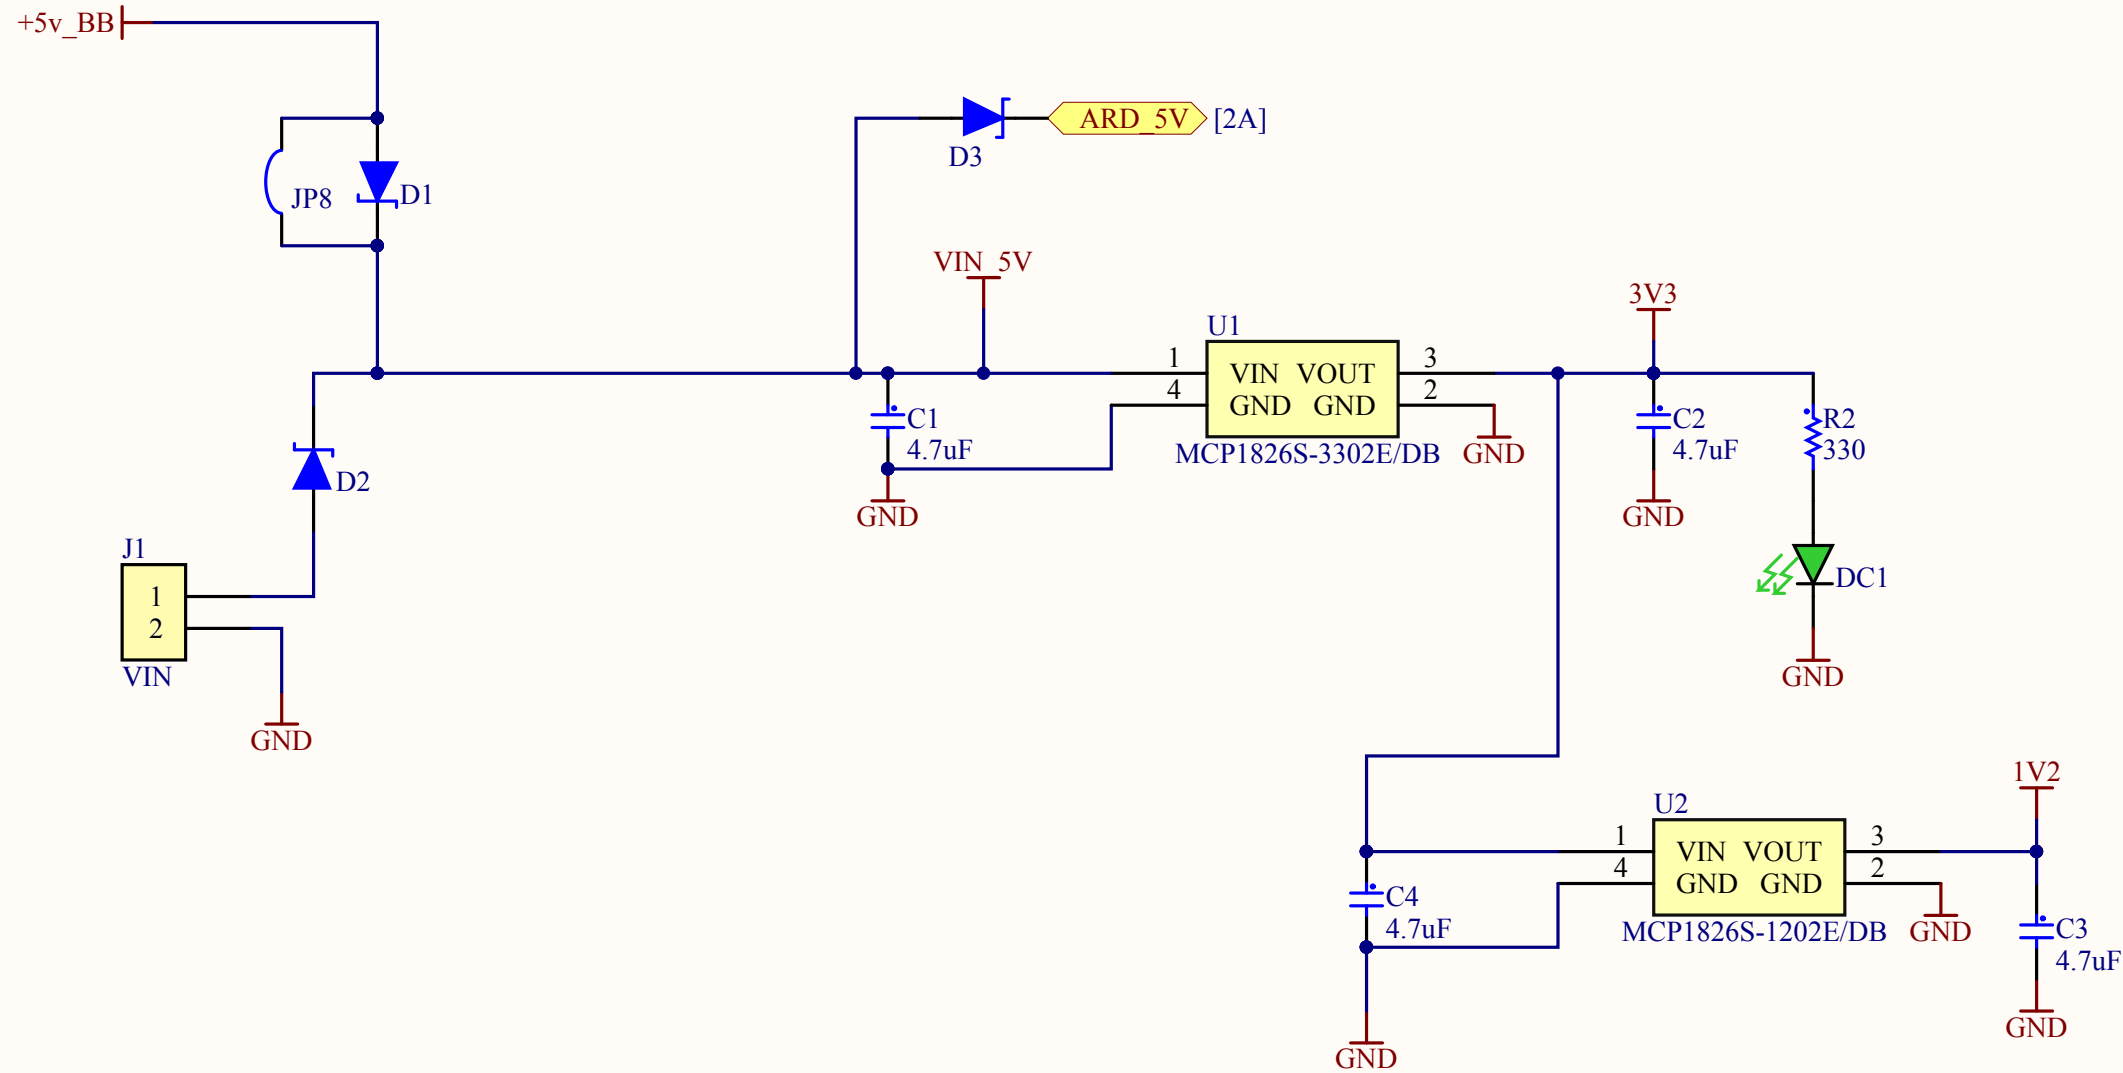 +5v_BB
ARD_5V [2A]
D3
JP8
D1
VIN_5V
3V3
U1
1
VIN VOUT
3
4
GND GND
2
MCP1826S-3302E/DB
GND
C1
4.7uF
GND
C2
4.7uF
GND
R2
330
D2
DC1
GND
J1
1
2
VIN
GND
1V2
U2
1
VIN VOUT
3
4
GND GND
2
MCP1826S-1202E/DB
GND
C4
4.7uF
GND
C3
4.7uF
GND